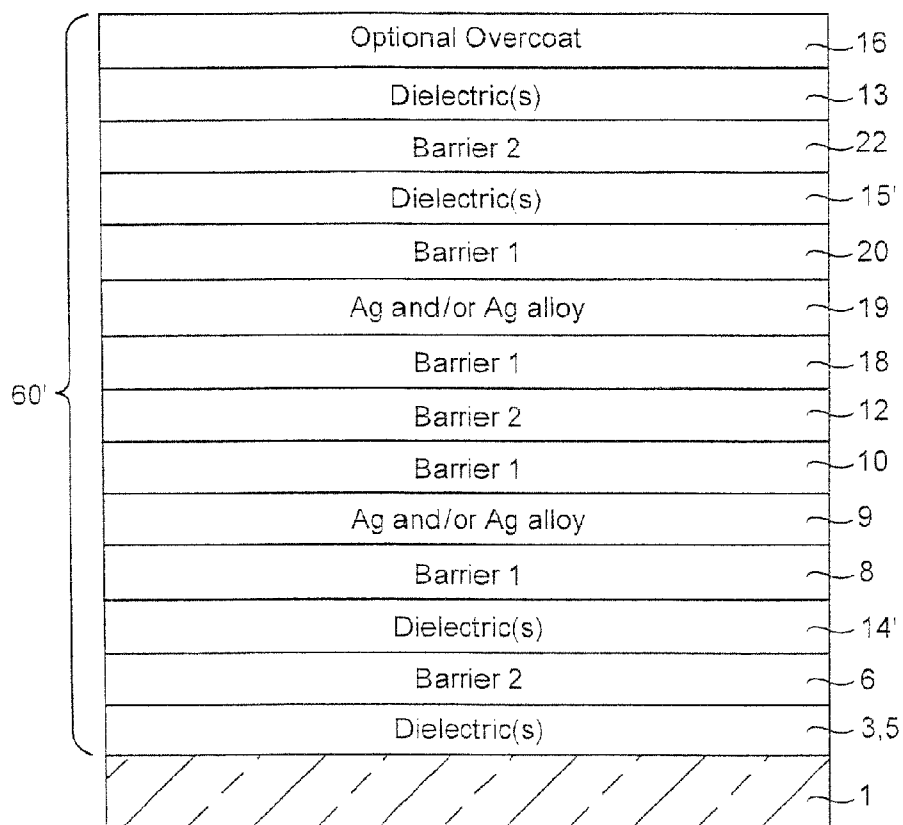 Optional Overcoat 16
Dielectric(s) 13
Barrier 2 22
Dielectric(s) 15'
Barrier 1 20
Ag and/or Ag alloy 19
Barrier 1 18
60'
Barrier 2 12
Barrier 1 10
Ag and/or Ag alloy 9
Barrier 1 8
Dielectric(s) 14'
Barrier 2 6
Dielectric(s) 3,5
1